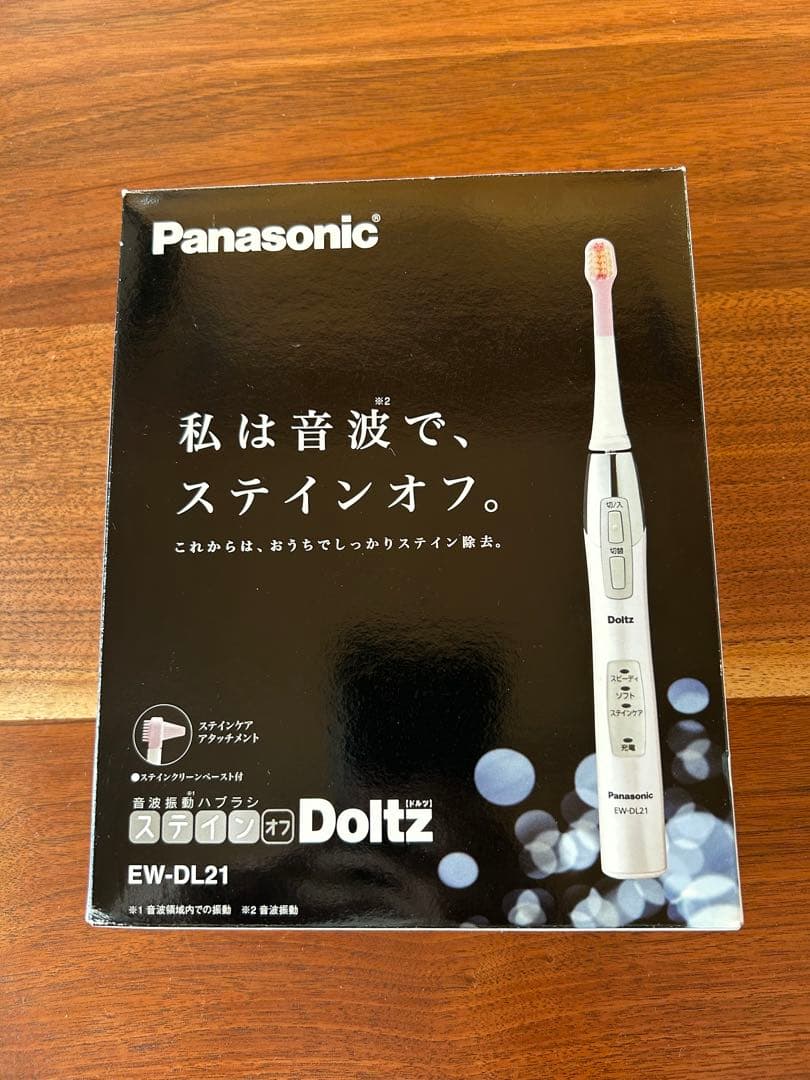 Panasonic®
※2
私は音波で、
ステインオフ。
これからは、おうちでしっかりステイン除去。
切/入
切替
Doltz
スピーディ
ソフト
ステインケア
充電
Panasonic
EW-DL21
ステインケア
アタッチメント
●ステインクリーンペースト付
※1
音波振動ハブラシ
ステインオフ Doltz【ドルツ】
EW-DL21
※1 音波領域内での振動 ※2 音波振動